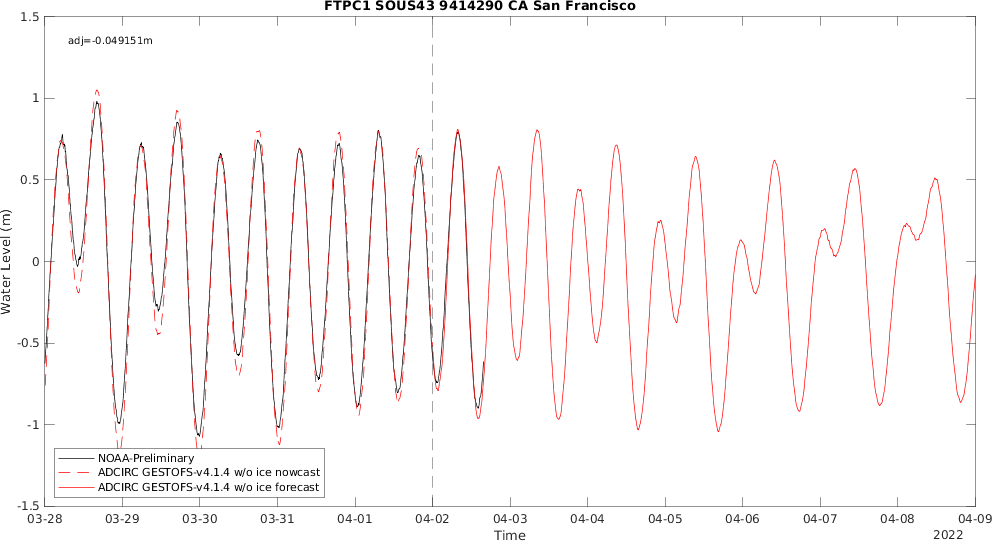 FTPC1 SOUS43 9414290 CA San Francisco
1.5
adj=-0.049151m
1
0.5
0
-0.5
-1
-1.5
Water Level (m)
NOAA-Preliminary
ADCIRC GESTOFS-v4.1.4 w/o ice nowcast
ADCIRC GESTOFS-v4.1.4 w/o ice forecast
03-28 03-29 03-30 03-31 04-01 04-02 04-03 04-04 04-05 04-06 04-07 04-08 04-09
Time
2022